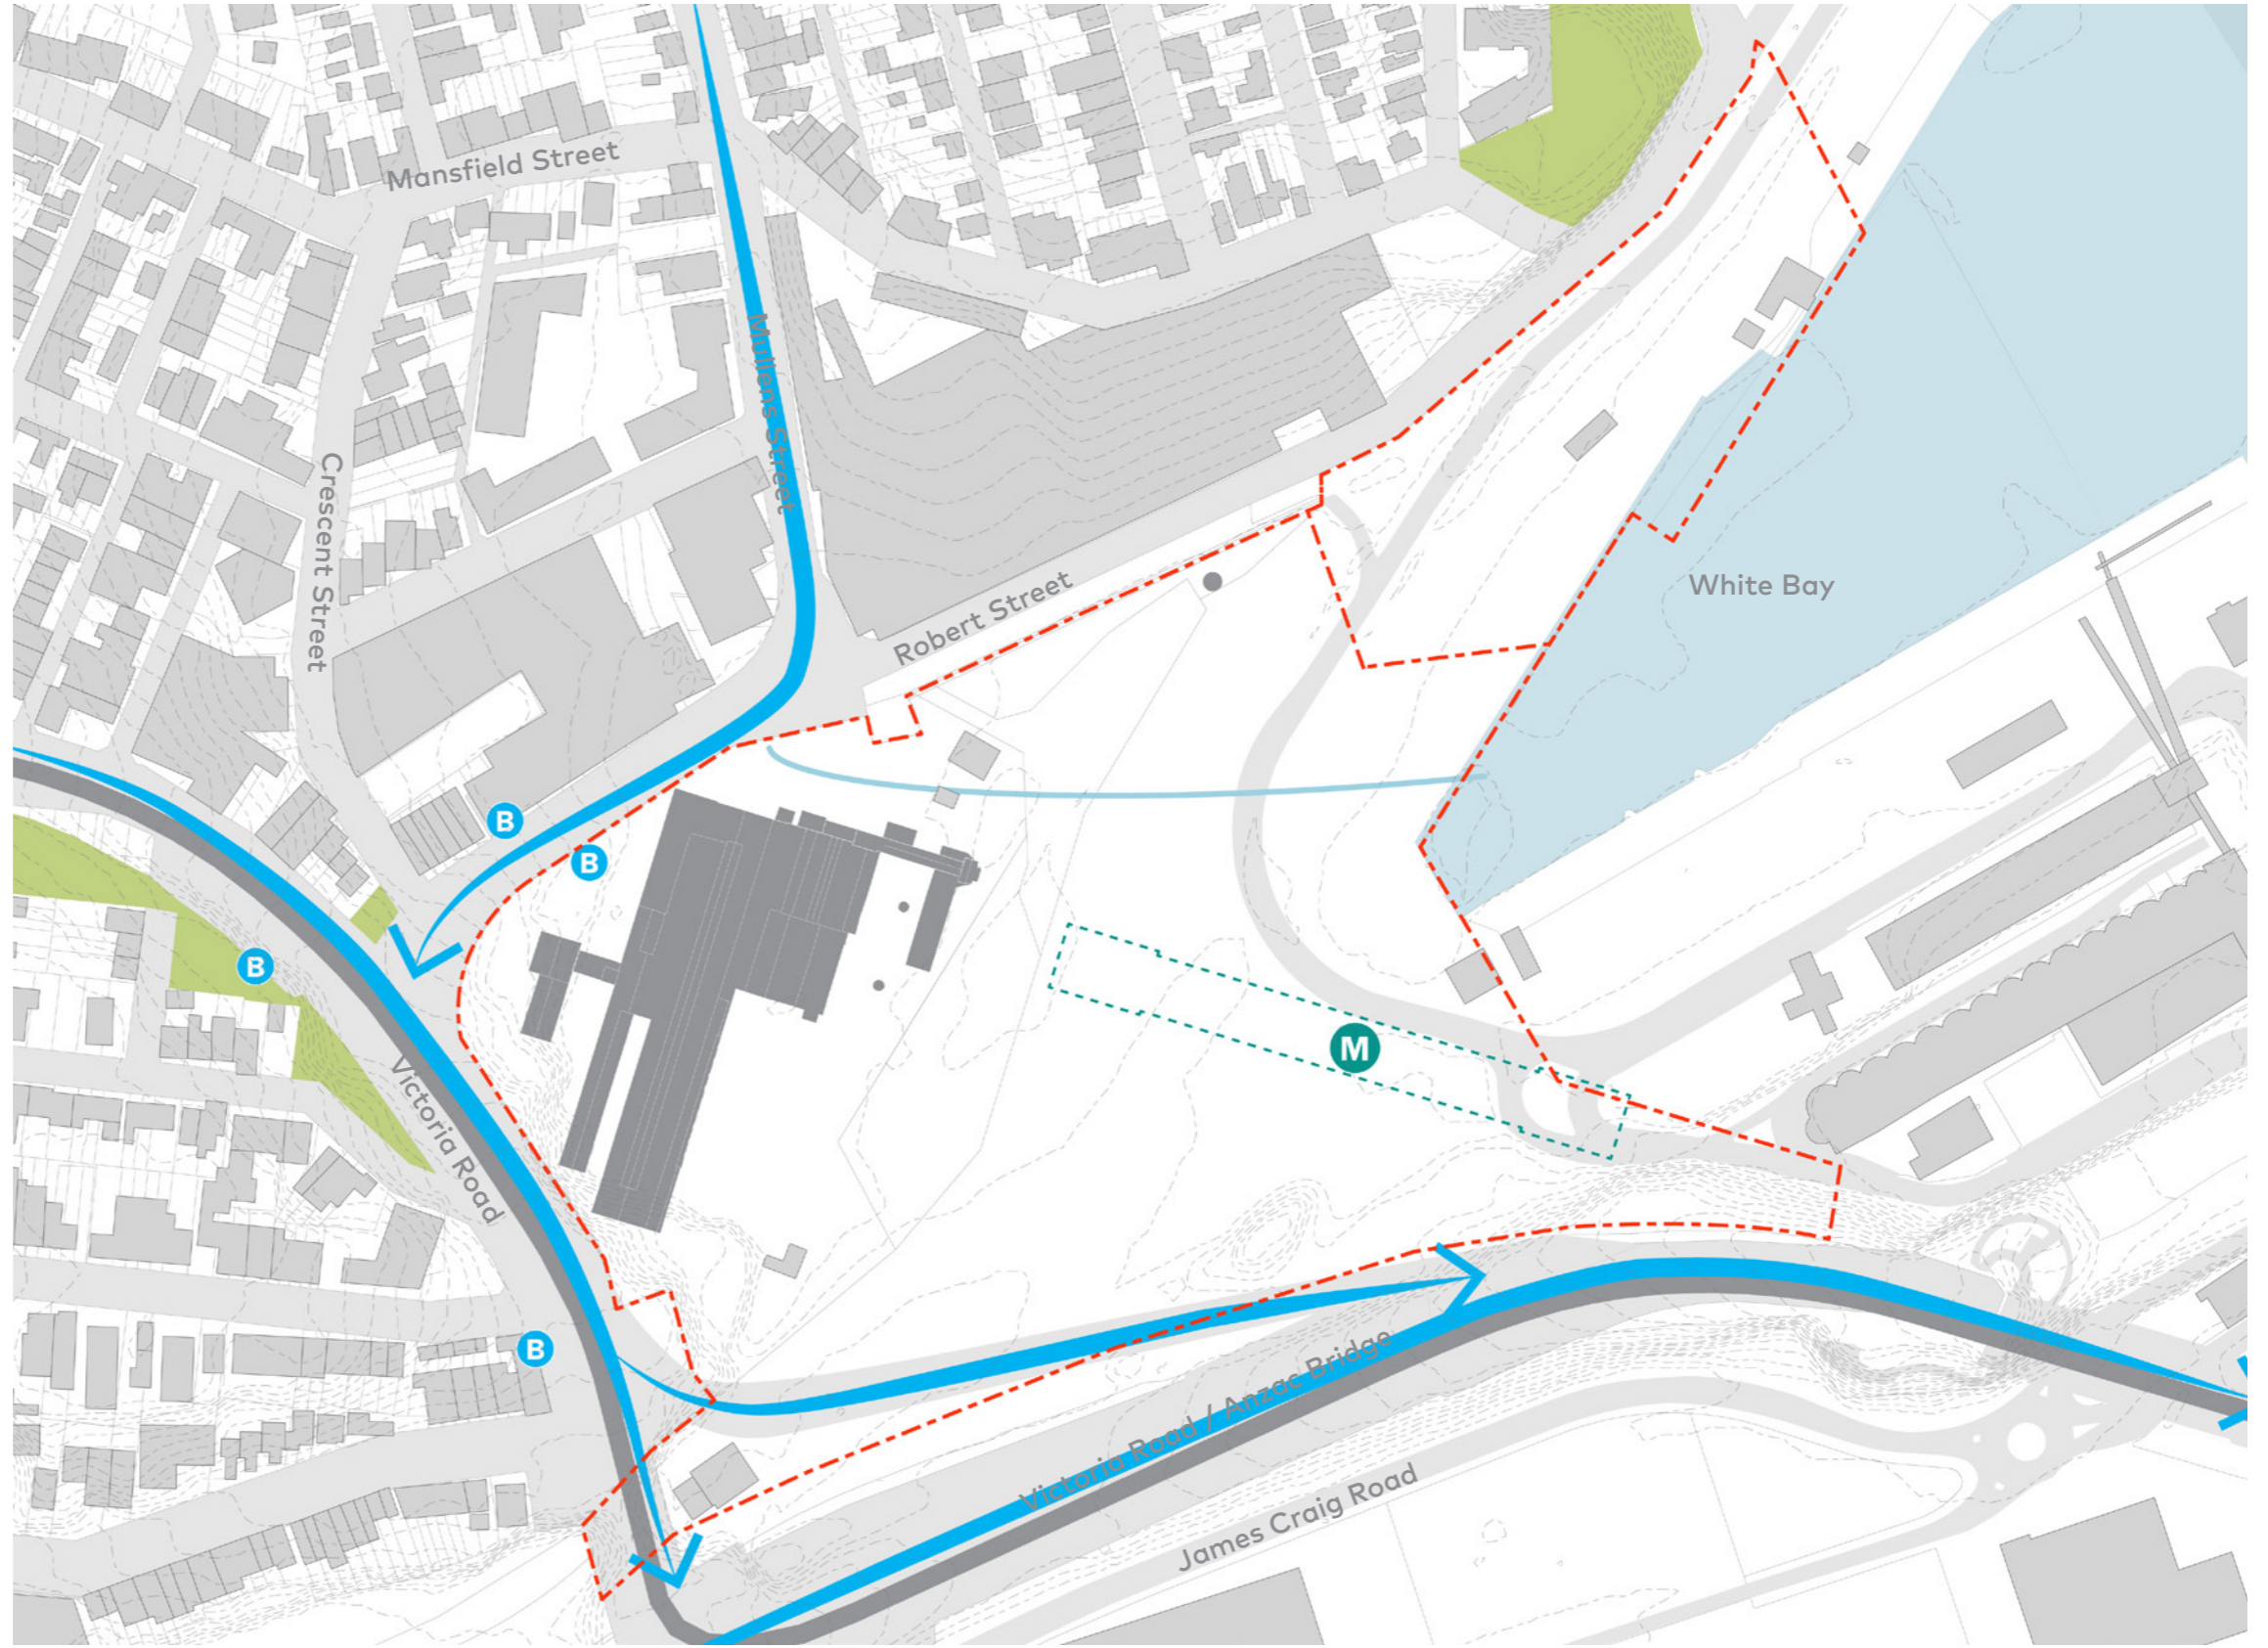 Mansfield Street
Mullens Street
Crescent Street
Robert Street
White Bay
B
B
B
M
Victoria Road
B
Victoria Road / Anzac Bridge
James Craig Road